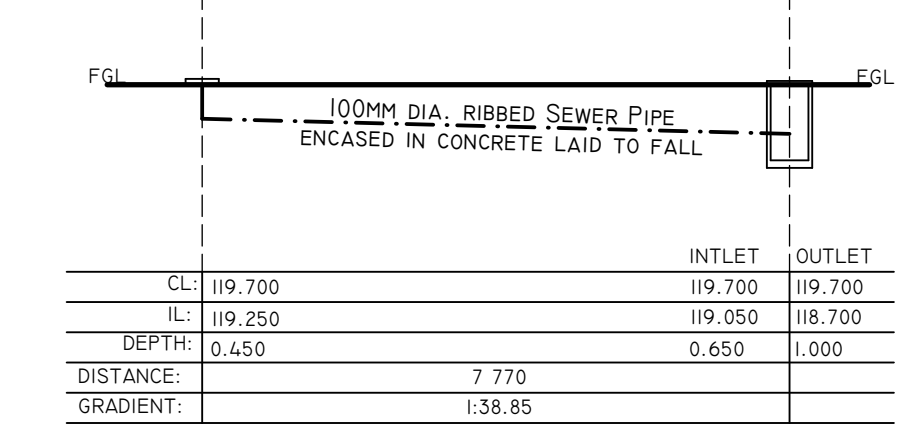 FGL FGL
100MM DIA. RIBBED SEWER PIPE
ENCASED IN CONCRETE LAID TO FALL
INTLET OUTLET
CL: 119.700 119.700 119.700
IL: 119.250 119.050 118.700
DEPTH: 0.450 0.650 1.000
DISTANCE: 7 770
GRADIENT: 1:38.85